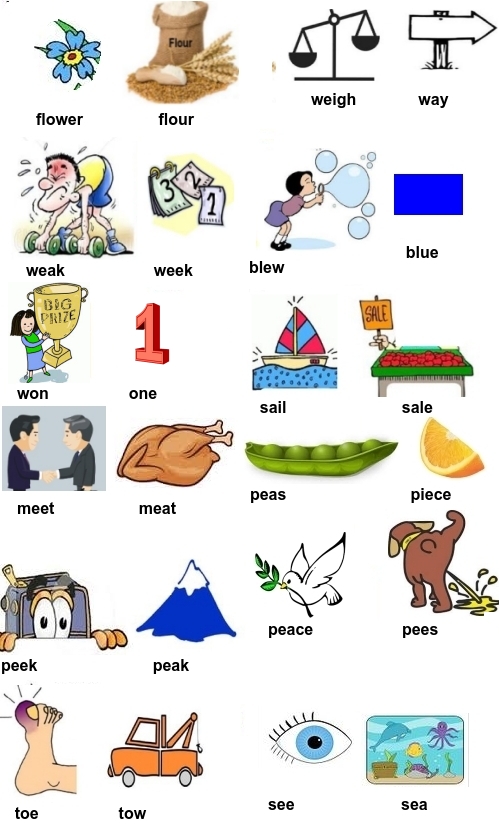 Flour
flower flour weigh way
3 2 1
weak week blew blue
BIG
PRIZE
1
SALE
won one sail sale
meet meat peas piece
peek peak peace pees
toe tow see sea